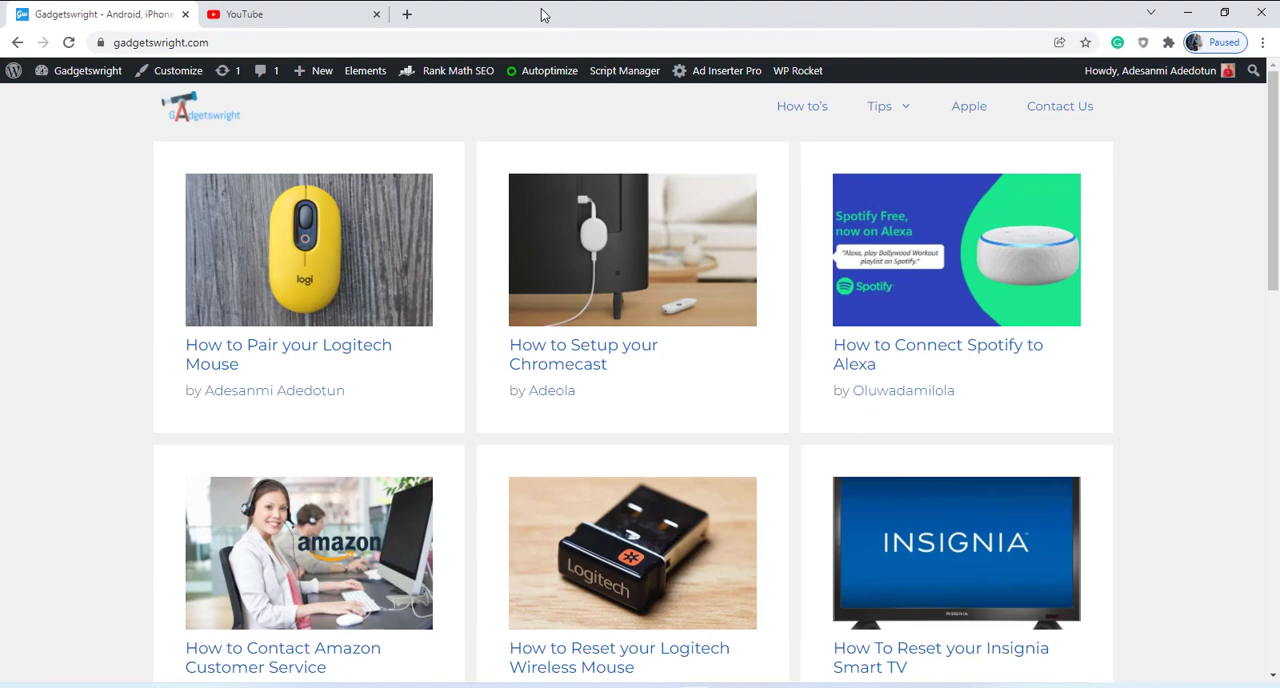 Gadgetswright - Android, iPhone
YouTube
gadgetswright.com
Paused
Gadgetswright
Customize
1
1
New
Elements
Rank Math SEO
Autoptimize
Script Manager
Ad Inserter Pro
WP Rocket
Howdy, Adesanmi Adedotun
GAdgetswright
How to's
Tips
Apple
Contact Us
logi
Spotify Free,
now on Alexa
"Alexa, play Bollywood Workout
playlist on Spotify."
Spotify
How to Pair your Logitech
Mouse
by Adesanmi Adedotun
How to Setup your
Chromecast
by Adeola
How to Connect Spotify to
Alexa
by Oluwadamilola
amazon
Logitech
INSIGNIA
INSIGNIA
How to Contact Amazon
Customer Service
How to Reset your Logitech
Wireless Mouse
How To Reset your Insignia
Smart TV